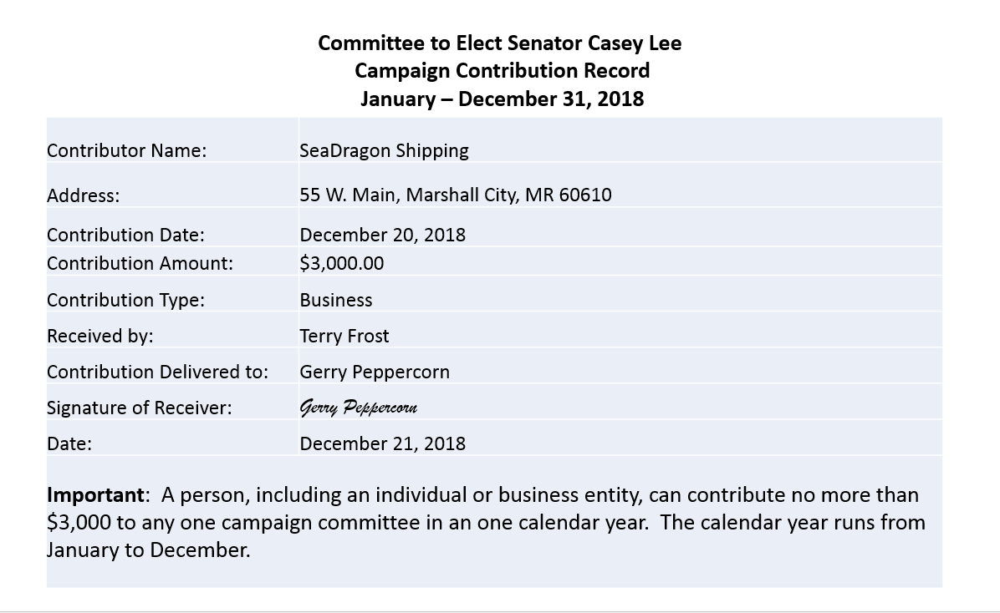 Committee to Elect Senator Casey Lee
Campaign Contribution Record
January – December 31, 2018
Contributor Name: SeaDragon Shipping
Address: 55 W. Main, Marshall City, MR 60610
Contribution Date: December 20, 2018
Contribution Amount: $3,000.00
Contribution Type: Business
Received by: Terry Frost
Contribution Delivered to: Gerry Peppercorn
Signature of Receiver: Gerry Peppercorn
Date: December 21, 2018
Important: A person, including an individual or business entity, can contribute no more than
$3,000 to any one campaign committee in an one calendar year. The calendar year runs from
January to December.